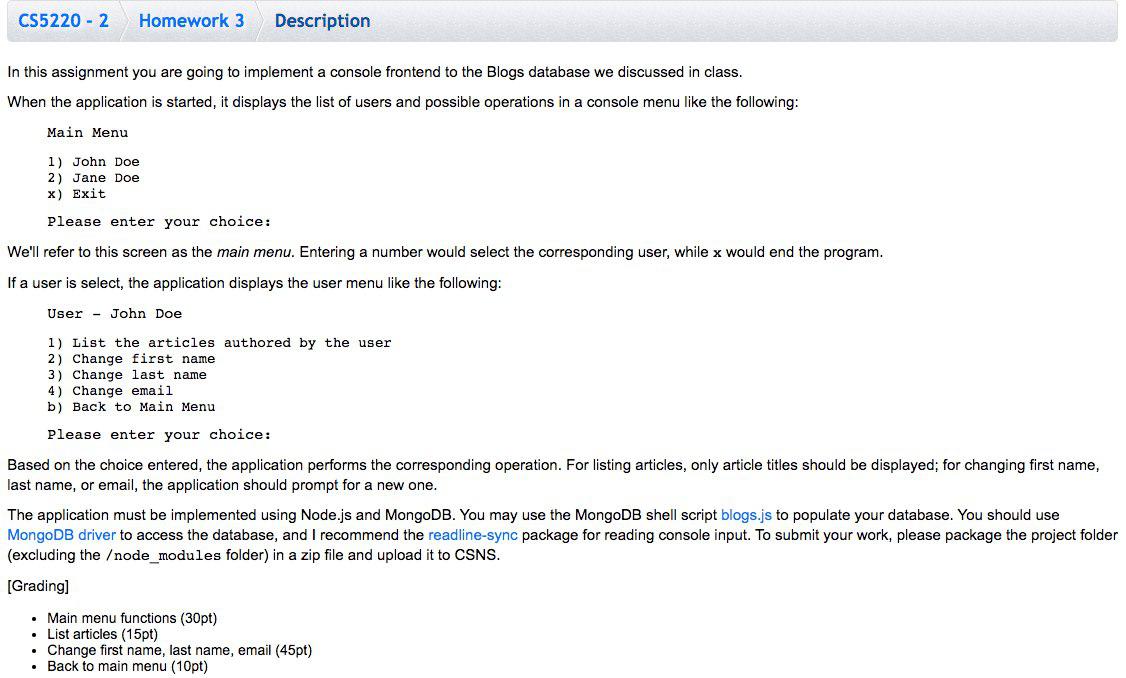 CS5220 - 2 Homework 3 Description
In this assignment you are going to implement a console frontend to the Blogs database we discussed in class.
When the application is started, it displays the list of users and possible operations in a console menu like the following:
Main Menu
1) John Doe
2) Jane Doe
x) Exit
Please enter your choice:
We'll refer to this screen as the main menu. Entering a number would select the corresponding user, while x would end the program.
If a user is select, the application displays the user menu like the following:
User - John Doe
1) List the articles authored by the user
2) Change first name
3) Change last name
4) Change email
b) Back to Main Menu
Please enter your choice:
Based on the choice entered, the application performs the corresponding operation. For listing articles, only article titles should be displayed; for changing first name,
last name, or email, the application should prompt for a new one.
The application must be implemented using Node.js and MongoDB. You may use the MongoDB shell script blogs.js to populate your database. You should use
MongoDB driver to access the database, and I recommend the readline-sync package for reading console input. To submit your work, please package the project folder
(excluding the /node_modules folder) in a zip file and upload it to CSNS.
[Grading]
• Main menu functions (30pt)
• List articles (15pt)
• Change first name, last name, email (45pt)
• Back to main menu (10pt)